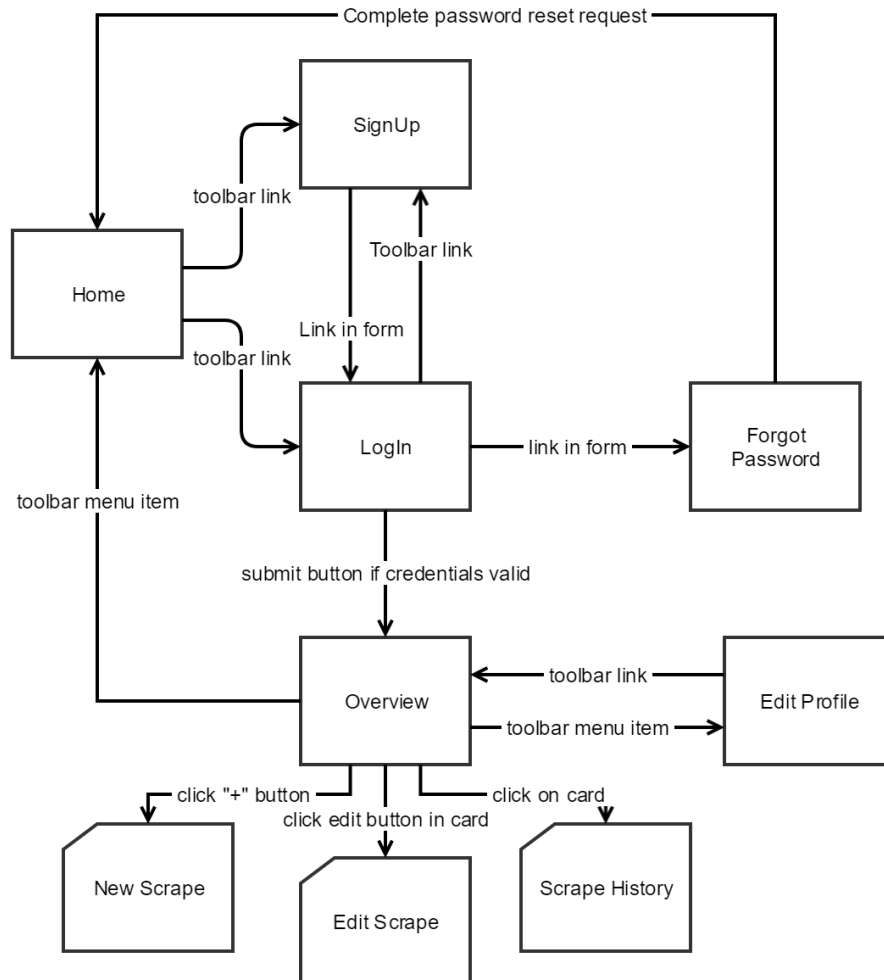 Complete password reset request
SignUp
toolbar link
Toolbar link
Home
Link in form
toolbar link
LogIn
link in form
Forgot
Password
toolbar menu item
submit button if credentials valid
toolbar link
Overview
Edit Profile
toolbar menu item
click "+" button
click on card
click edit button in card
New Scrape
Scrape History
Edit Scrape